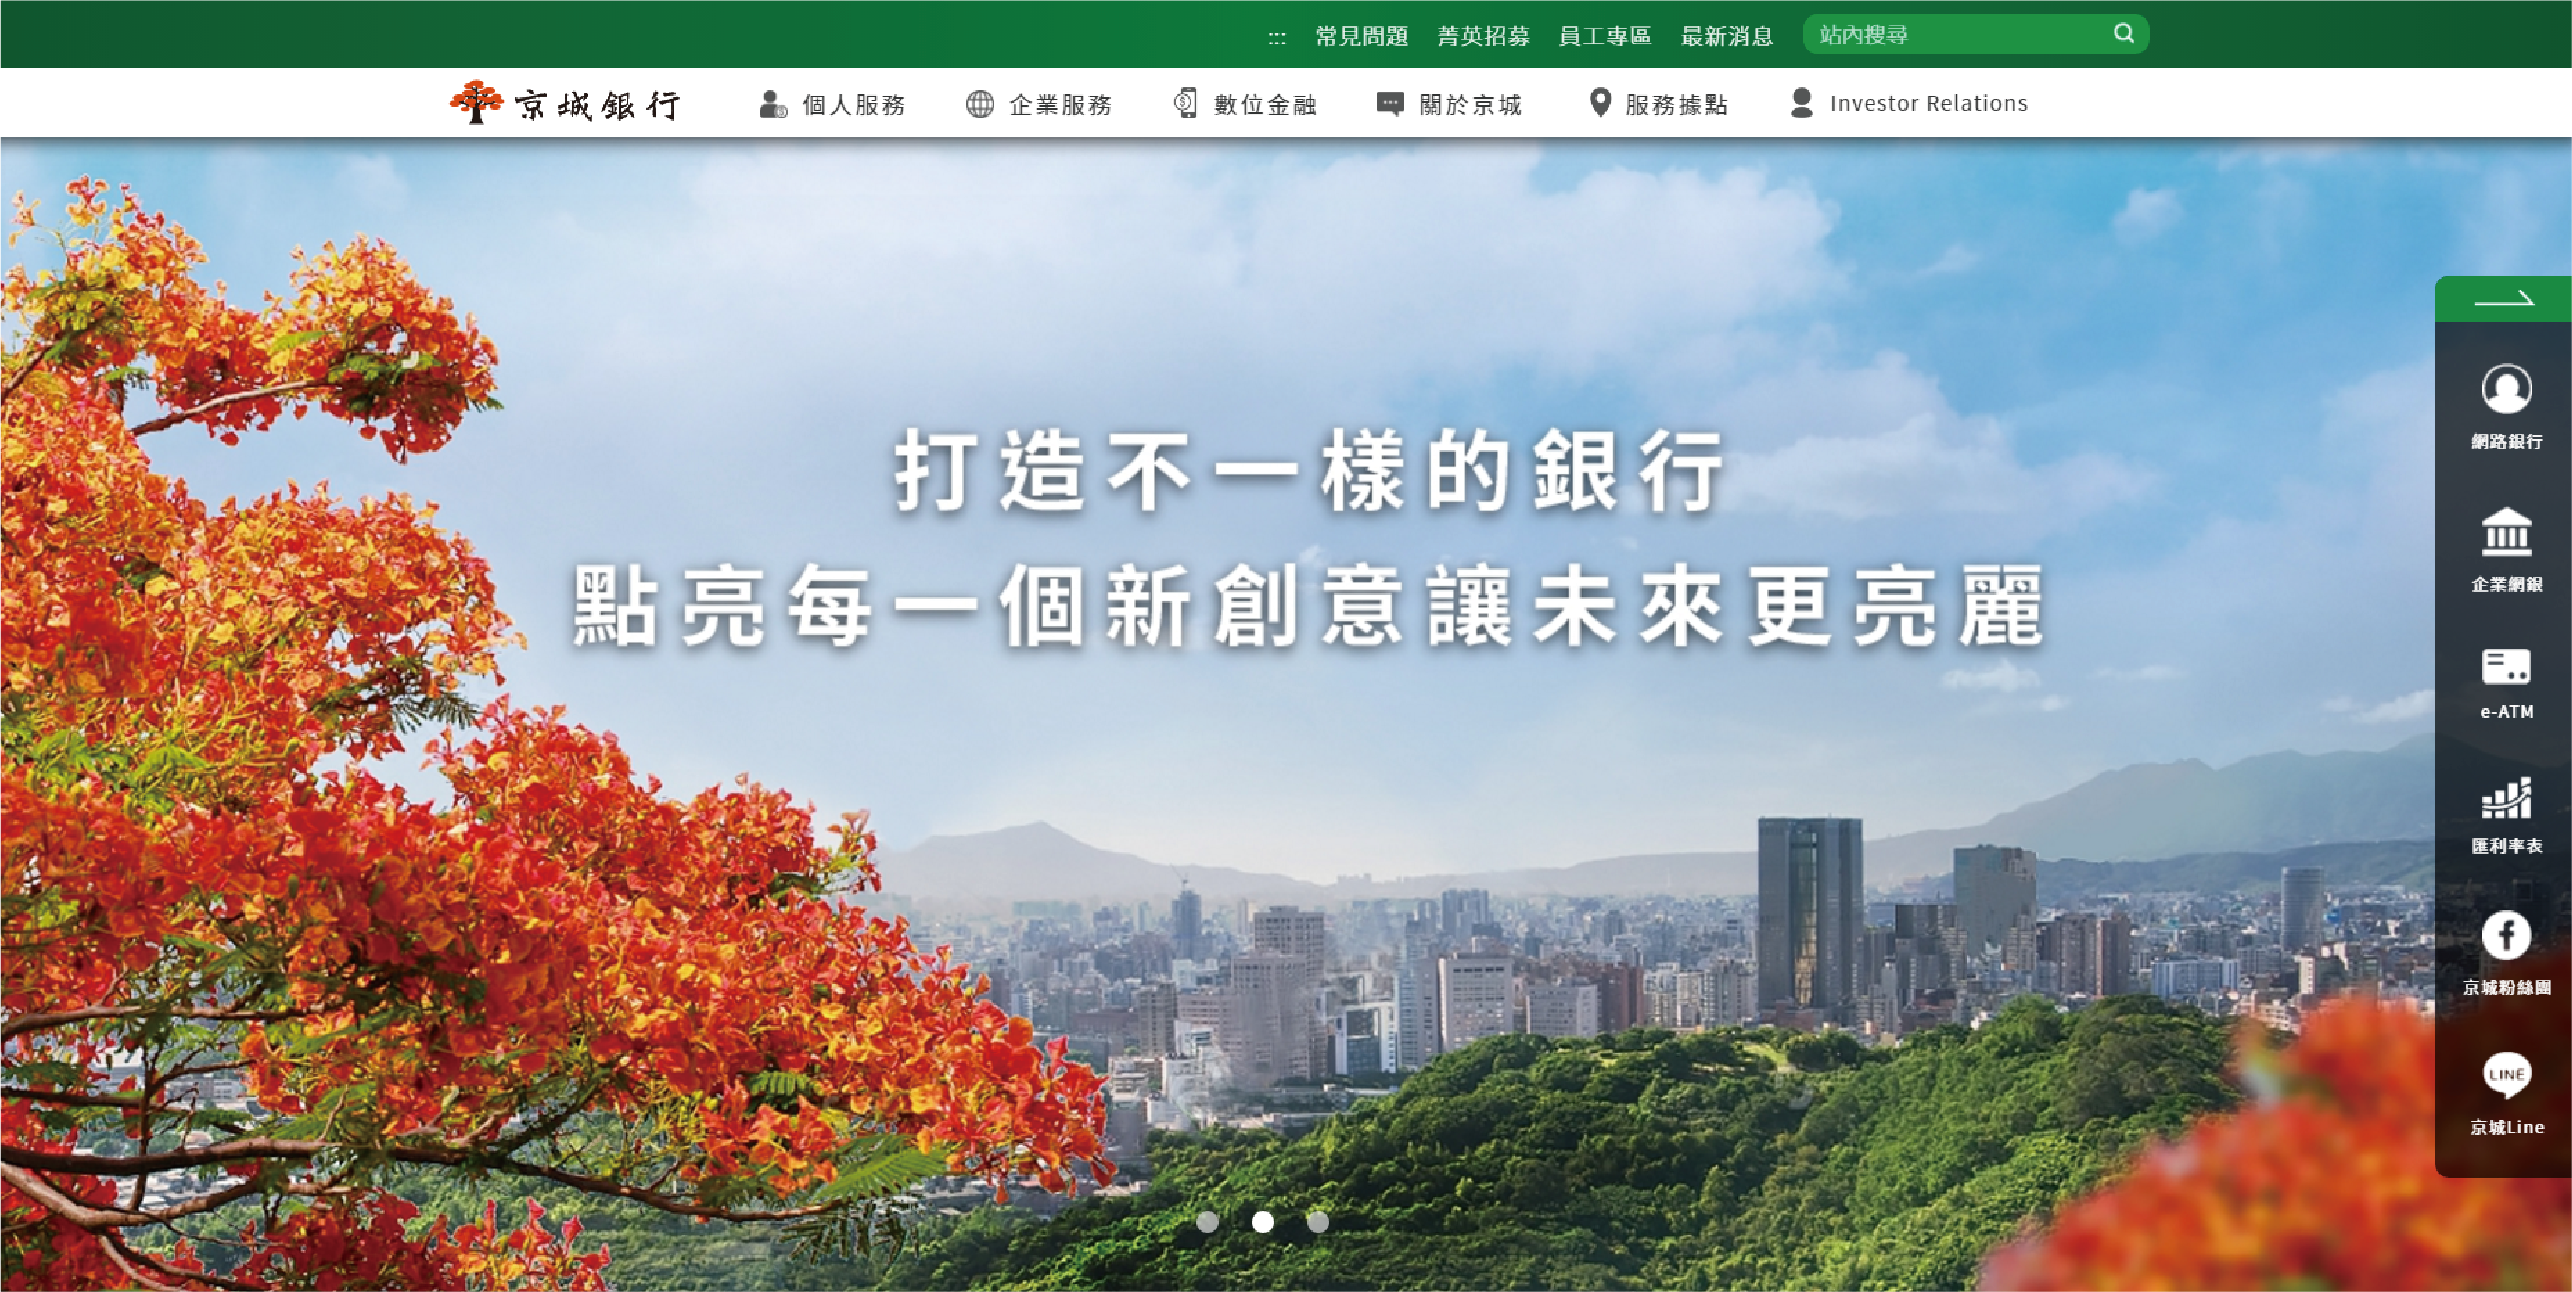 :::
常見問題
菁英招募
員工專區
最新消息
站內搜尋
京城銀行
個人服務
企業服務
數位金融
關於京城
服務據點
Investor Relations
打造不一樣的銀行
點亮每一個新創意讓未來更亮麗
網路銀行
企業網銀
e-ATM
匯利率表
京城粉絲團
LINE
京城Line